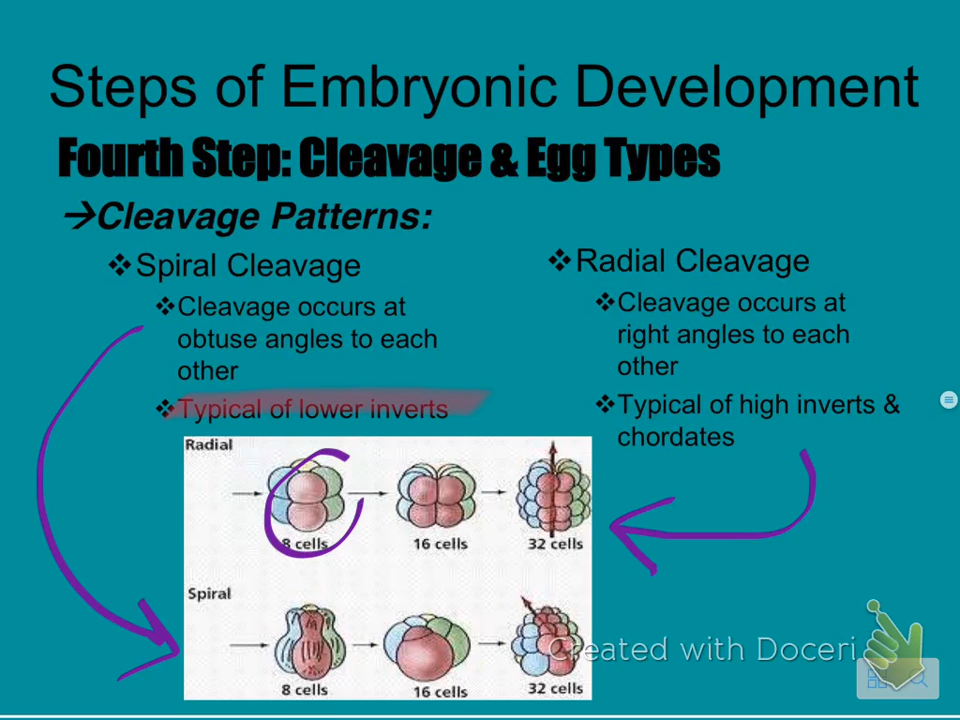 Steps of Embryonic Development
Fourth Step: Cleavage & Egg Types
→Cleavage Patterns:
❖Spiral Cleavage
❖Cleavage occurs at
obtuse angles to each
other
❖Typical of lower inverts
❖Radial Cleavage
❖Cleavage occurs at
right angles to each
other
❖Typical of high inverts &
chordates
Radial
8 cells
16 cells
32 cells
Spiral
8 cells
16 cells
32 cells
Created with Doceri